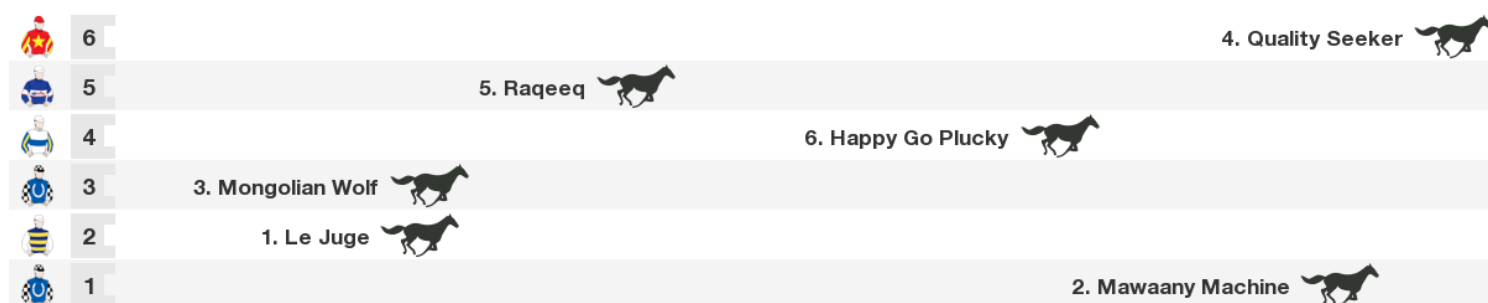 6 4. Quality Seeker
5 5. Raqeeq
4 6. Happy Go Plucky
3 3. Mongolian Wolf
2 1. Le Juge
1 2. Mawaany Machine